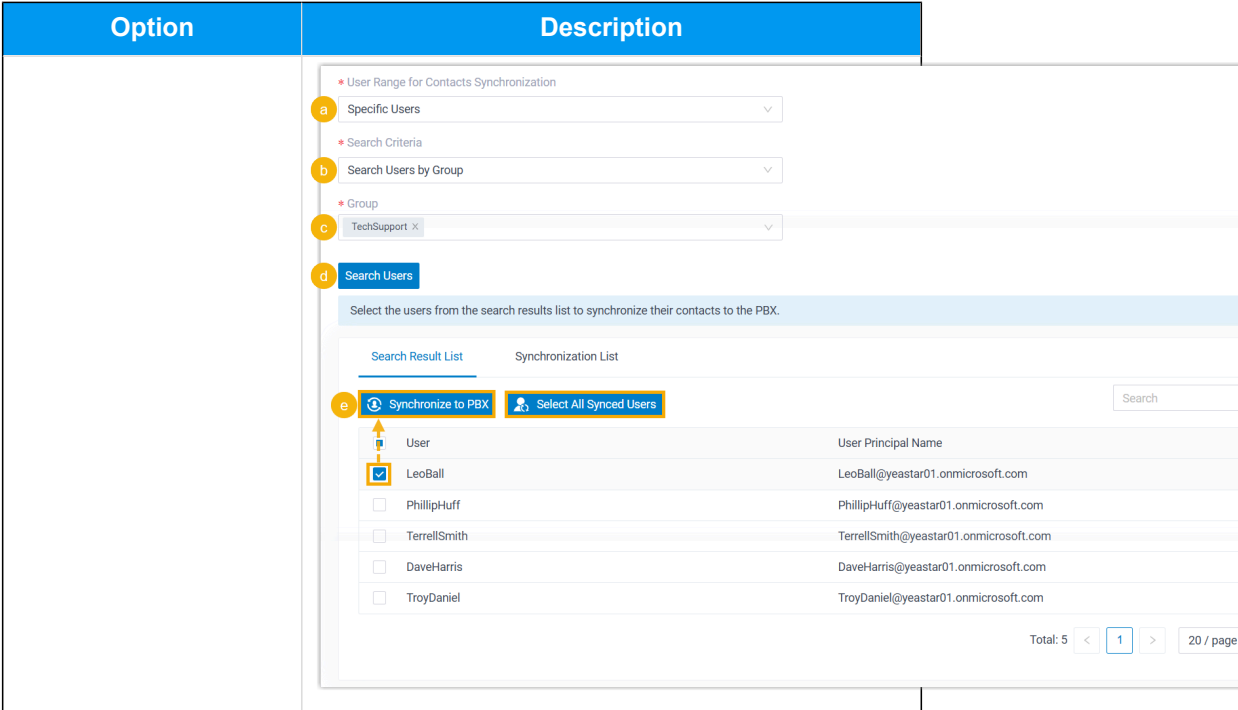 Option Description
* User Range for Contacts Synchronization
a Specific Users
* Search Criteria
b Search Users by Group
* Group
c TechSupport ×
d Search Users
Select the users from the search results list to synchronize their contacts to the PBX.
Search Result List Synchronization List
e Synchronize to PBX Select All Synced Users Search
User User Principal Name
LeoBall LeoBall@yeastar01.onmicrosoft.com
PhillipHuff PhillipHuff@yeastar01.onmicrosoft.com
TerrellSmith TerrellSmith@yeastar01.onmicrosoft.com
DaveHarris DaveHarris@yeastar01.onmicrosoft.com
TroyDaniel TroyDaniel@yeastar01.onmicrosoft.com
Total: 5 < 1 > 20 / page